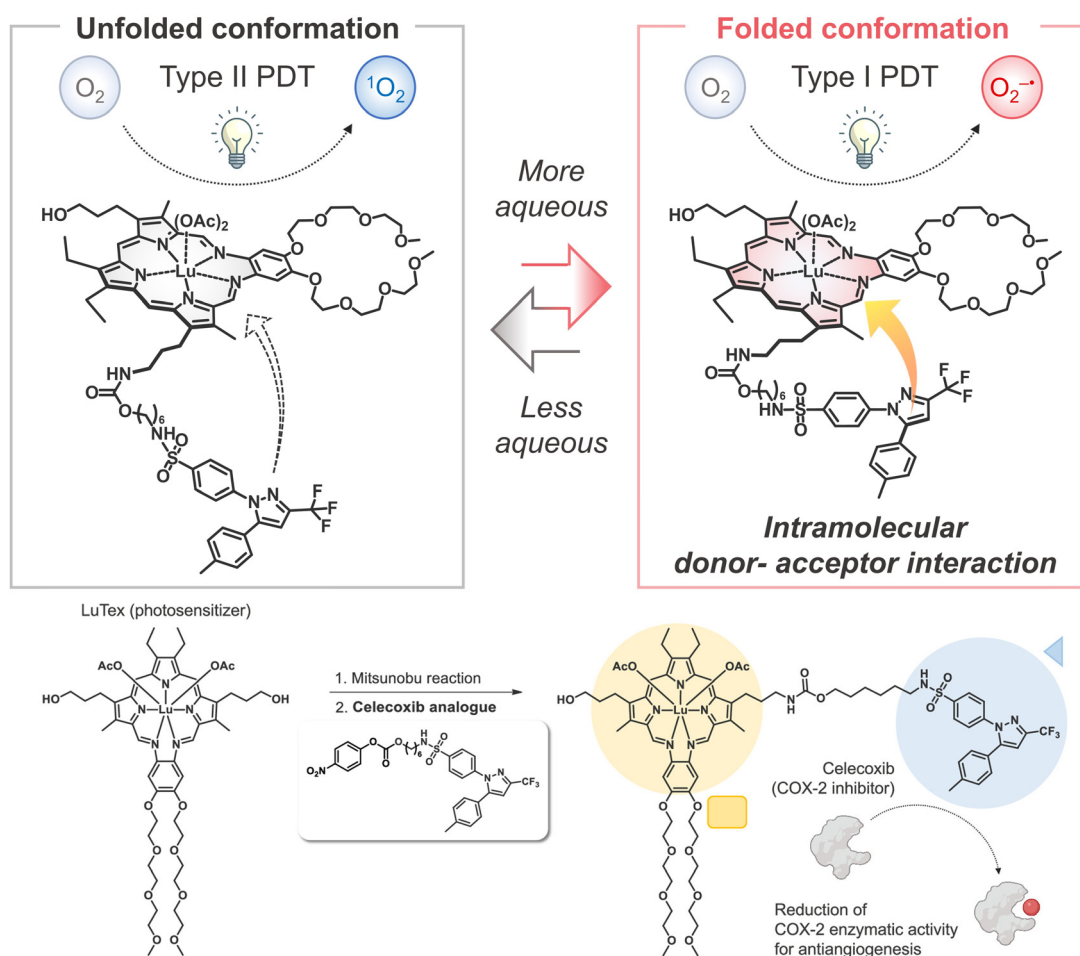 Unfolded conformation
O2
Type II PDT
1O2
HO
(OAc)2
N
N
Lu
N
N
N
O
O
O
O
O
O
O
O
HN
O
O
( )6
NH
O
S
O
N
N
F
F
F
More
aqueous
Less
aqueous
Folded conformation
O2
Type I PDT
O2−•
HO
(OAc)2
N
N
Lu
N
N
N
O
O
O
O
O
O
O
O
HN
O
O
( )6
NH
O
S
O
N
N
F
F
F
Intramolecular
donor- acceptor interaction
LuTex (photosensitizer)
AcO
OAc
HO
OH
N
N
Lu
N
N
N
O
O
O
O
O
O
O
O
1. Mitsunobu reaction
2. Celecoxib analogue
NO2
O
O
O
( )6
H
N
O
S
O
N
N
CF3
AcO
OAc
HO
N
N
Lu
N
N
N
O
O
O
O
O
O
O
O
N
H
O
O
H
N
O
S
O
N
N
CF3
Celecoxib
(COX-2 inhibitor)
Reduction of
COX-2 enzymatic activity
for antiangiogenesis